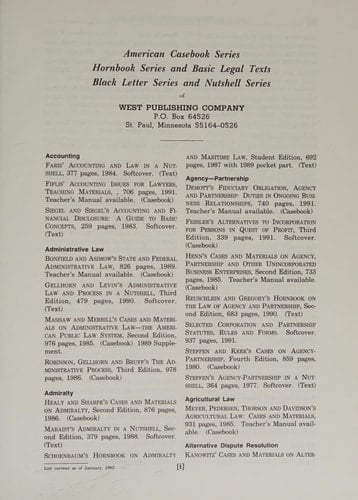 American Casebook Series
Hornbook Series and Basic Legal Texts
Black Letter Series and Nutshell Series
of
WEST PUBLISHING COMPANY
P.O. Box 64526
St. Paul, Minnesota 55164–0526
Accounting
FARIS' ACCOUNTING AND LAW IN A NUT-
SHELL, 377 pages, 1984. Softcover. (Text)
FIFLIS' ACCOUNTING ISSUES FOR LAWYERS,
TEACHING MATERIALS, , 706 pages, 1991.
Teacher's Manual available. (Casebook)
SIEGEL AND SIEGEL'S ACCOUNTING AND FI-
NANCIAL DISCLOSURE: A GUIDE TO BASIC
CONCEPTS, 259 pages, 1983. Softcover.
(Text)
Administrative Law
BONFIELD AND ASIMOW'S STATE AND FEDERAL
ADMINISTRATIVE LAW, 826 pages, 1989.
Teacher's Manual available. (Casebook)
GELLHORN AND LEVIN'S ADMINISTRATIVE
LAW AND PROCESS IN A NUTSHELL, Third
Edition, 479 pages, 1990. Softcover.
(Text)
MASHAW AND MERRILL'S CASES AND MATERI-
ALS ON ADMINISTRATIVE LAW—THE AMERI-
CAN PUBLIC LAW SYSTEM, Second Edition,
976 pages, 1985. (Casebook) 1989 Supple-
ment.
ROBINSON, GELLHORN AND BRUFF'S THE AD-
MINISTRATIVE PROCESS, Third Edition, 978
pages, 1986. (Casebook)
Admiralty
HEALY AND SHARPE'S CASES AND MATERIALS
ON ADMIRALTY, Second Edition, 876 pages,
1986. (Casebook)
MARAIST'S ADMIRALTY IN A NUTSHELL, Sec-
ond Edition, 379 pages, 1988. Softcover.
(Text)
SCHOENBAUM'S HORNBOOK ON ADMIRALTY
AND MARITIME LAW, Student Edition, 692
pages, 1987 with 1989 pocket part. (Text)
Agency—Partnership
DEMOTT'S FIDUCIARY OBLIGATION, AGENCY
AND PARTNERSHIP: DUTIES IN ONGOING BUSI-
NESS RELATIONSHIPS, 740 pages, 1991.
Teacher's Manual available. (Casebook)
FESSLER'S ALTERNATIVES TO INCORPORATION
FOR PERSONS IN QUEST OF PROFIT, Third
Edition, 339 pages, 1991. Softcover.
(Casebook)
HENN'S CASES AND MATERIALS ON AGENCY,
PARTNERSHIP AND OTHER UNINCORPORATED
BUSINESS ENTERPRISES, Second Edition, 733
pages, 1985. Teacher's Manual available.
(Casebook)
REUSCHLEIN AND GREGORY'S HORNBOOK ON
THE LAW OF AGENCY AND PARTNERSHIP, Sec-
ond Edition, 683 pages, 1990. (Text)
SELECTED CORPORATION AND PARTNERSHIP
STATUTES, RULES AND FORMS. Softcover.
937 pages, 1991.
STEFFEN AND KERR'S CASES ON AGENCY-
PARTNERSHIP, Fourth Edition, 859 pages,
1980. (Casebook)
STEFFEN'S AGENCY-PARTNERSHIP IN A NUT-
SHELL, 364 pages, 1977. Softcover. (Text)
Agricultural Law
MEYER, PEDERSEN, THORSON AND DAVIDSON'S
AGRICULTURAL LAW: CASES AND MATERIALS,
931 pages, 1985. Teacher's Manual avail-
able. (Casebook)
Alternative Dispute Resolution
KANOWITZ' CASES AND MATERIALS ON ALTER-
List current as of January, 1992
[i]